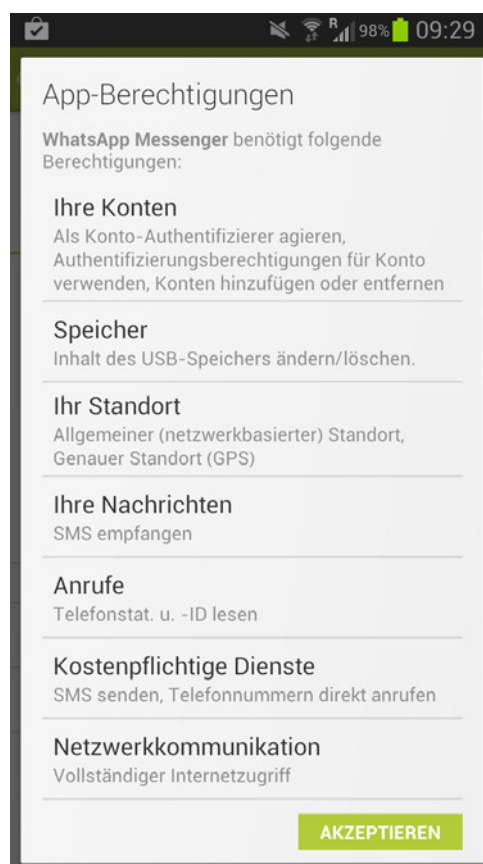 R 98% 09:29
App-Berechtigungen
WhatsApp Messenger benötigt folgende
Berechtigungen:
Ihre Konten
Als Konto-Authentifizierer agieren,
Authentifizierungsberechtigungen für Konto
verwenden, Konten hinzufügen oder entfernen
Speicher
Inhalt des USB-Speichers ändern/löschen.
Ihr Standort
Allgemeiner (netzwerkbasierter) Standort,
Genauer Standort (GPS)
Ihre Nachrichten
SMS empfangen
Anrufe
Telefonstat. u. -ID lesen
Kostenpflichtige Dienste
SMS senden, Telefonnummern direkt anrufen
Netzwerkkommunikation
Vollständiger Internetzugriff
AKZEPTIEREN